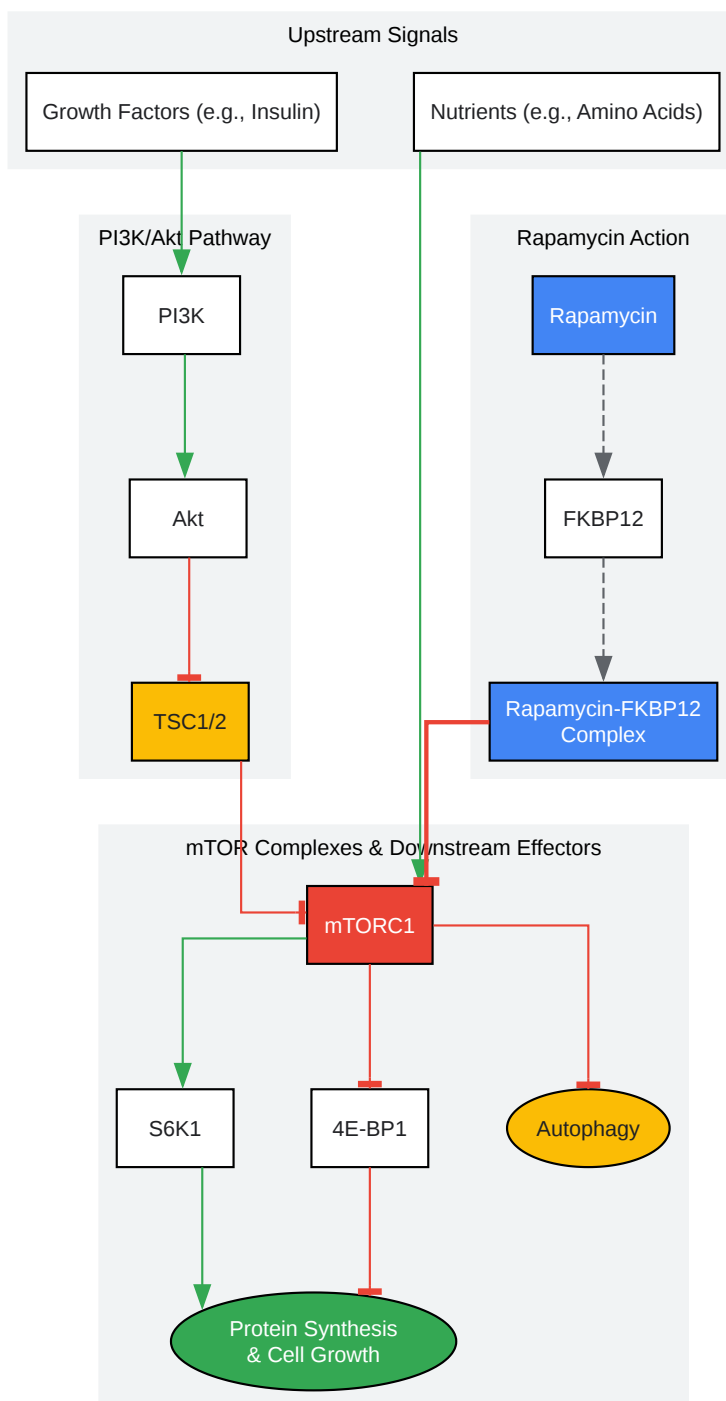 Upstream Signals
Growth Factors (e.g., Insulin)
Nutrients (e.g., Amino Acids)
PI3K/Akt Pathway
Rapamycin Action
PI3K
Rapamycin
Akt
FKBP12
TSC1/2
Rapamycin-FKBP12
Complex
mTOR Complexes & Downstream Effectors
mTORC1
S6K1
4E-BP1
Autophagy
Protein Synthesis
& Cell Growth